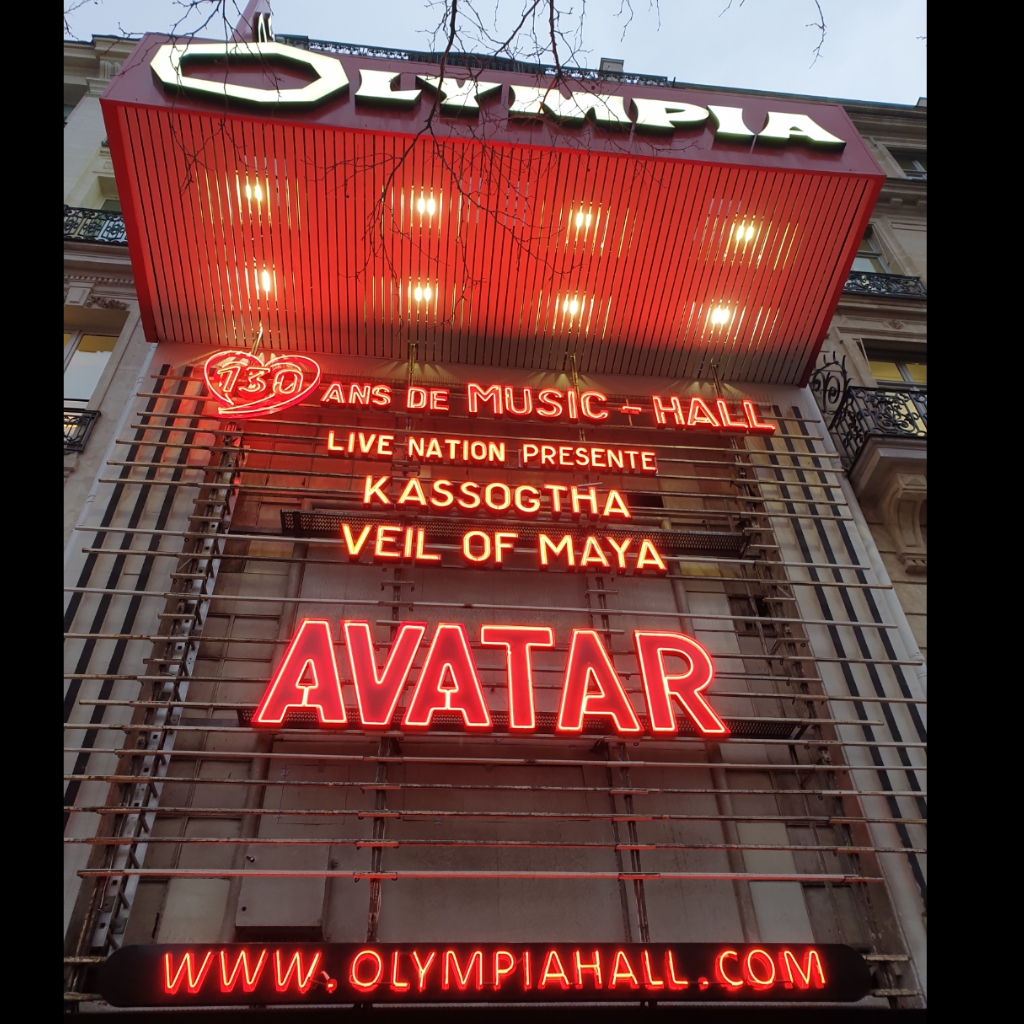 OLYMPIA
130 ANS DE MUSIC-HALL
LIVE NATION PRESENTE
KASSOGTHA
VEIL OF MAYA
AVATAR
WWW.OLYMPIAHALL.COM